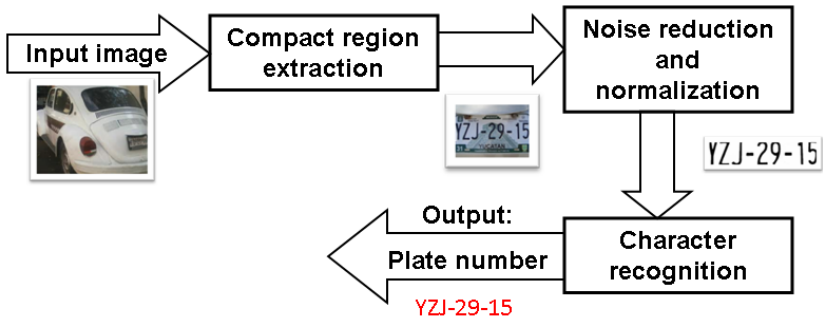 Input image
Compact region
extraction
Noise reduction
and
normalization
YZJ-29-15
YUCATAN
YZJ-29-15
Character
recognition
Output:
Plate number
YZJ-29-15